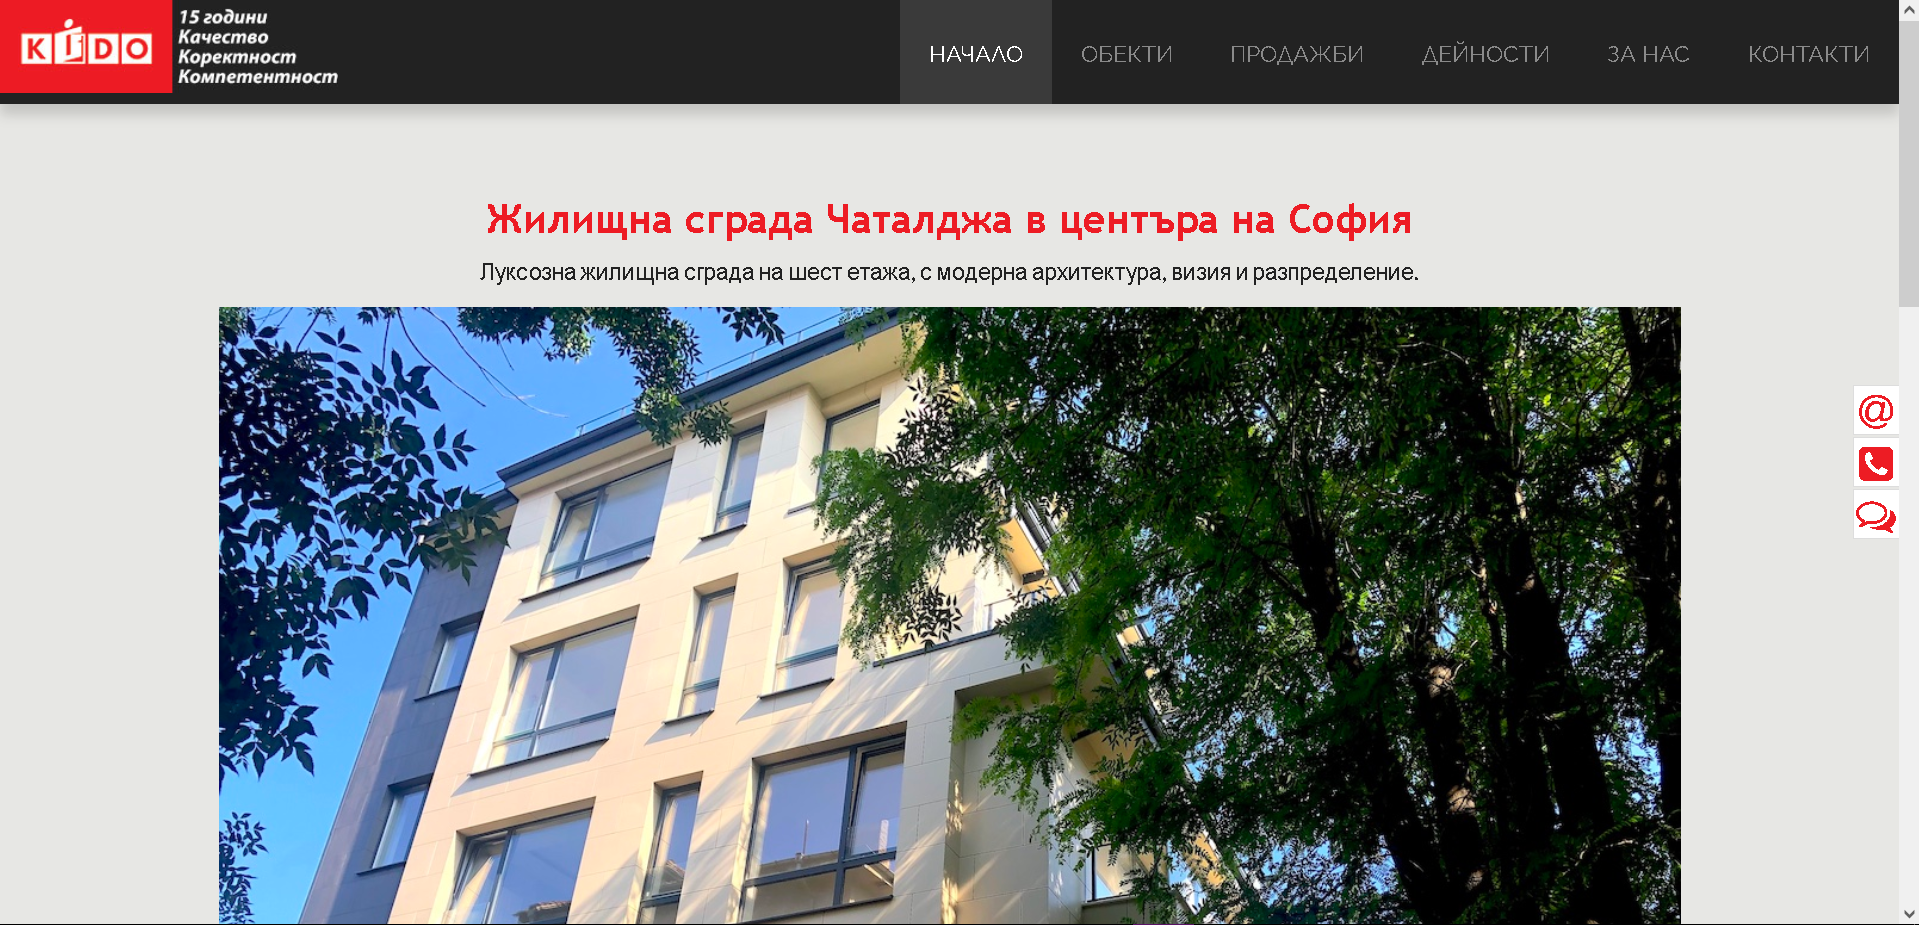 KiDO
15 години
Качество
Коректност
Компетентност
НАЧАЛО
ОБЕКТИ
ПРОДАЖБИ
ДЕЙНОСТИ
ЗА НАС
КОНТАКТИ
Жилищна сграда Чаталджа в центъра на София
Луксозна жилищна сграда на шест етажа, с модерна архитектура, визия и разпределение.
@